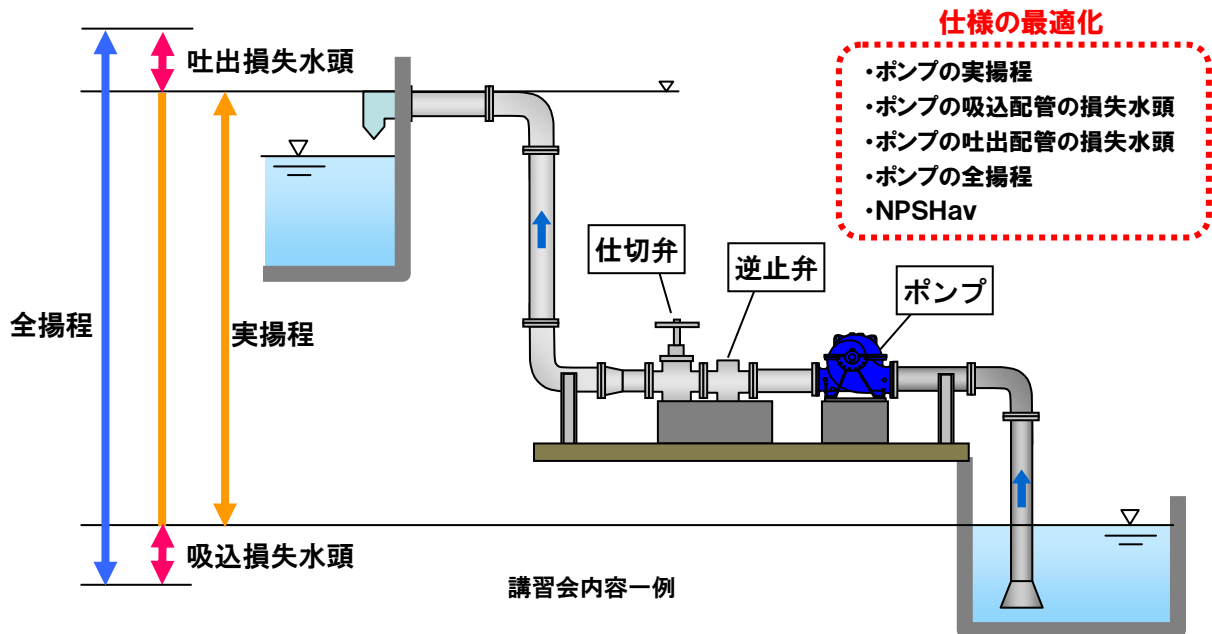 仕様の最適化
・ポンプの実揚程
・ポンプの吸込配管の損失水頭
・ポンプの吐出配管の損失水頭
・ポンプの全揚程
・NPSHav
吐出損失水頭
仕切弁
逆止弁
ポンプ
全揚程
実揚程
吸込損失水頭
講習会内容一例